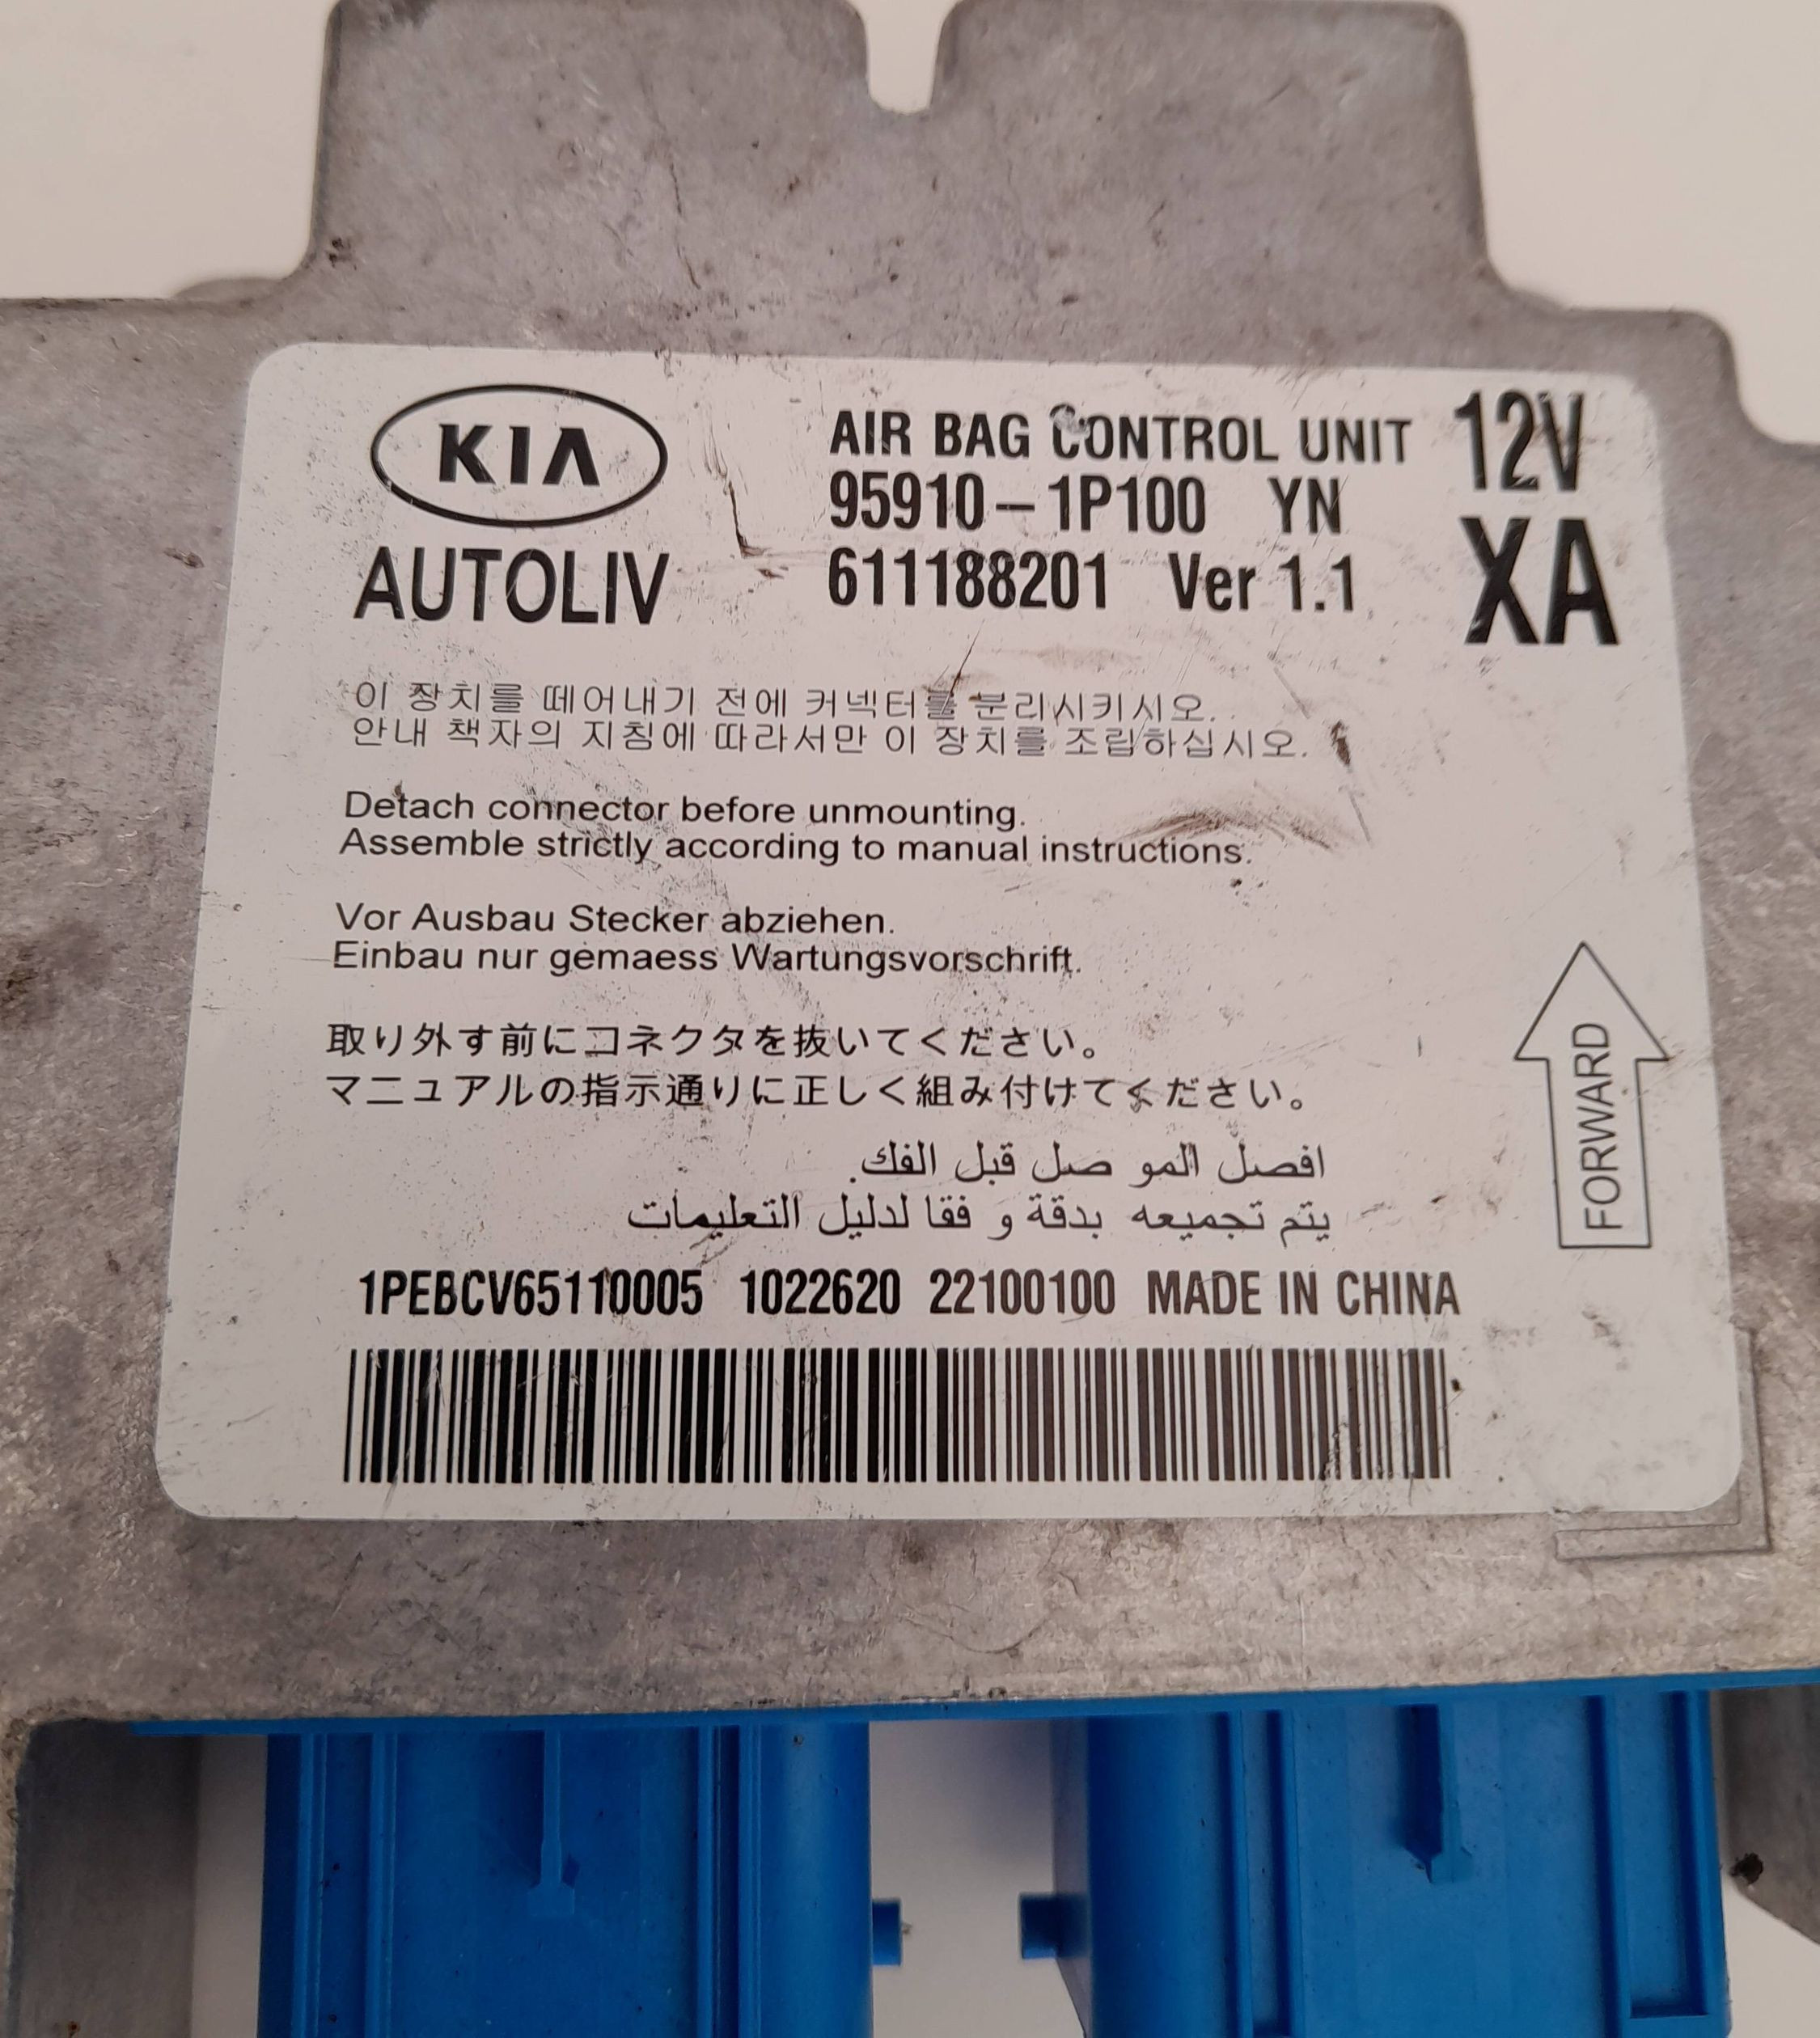 KIA
AUTOLIV
AIR BAG CONTROL UNIT 12V
95910-1P100 YN
611188201 Ver 1.1 XA
이 장치를 떼어내기 전에 커넥터를 분리시키시오.
안내 책자의 지침에 따라서만 이 장치를 조립하십시오.
Detach connector before unmounting.
Assemble strictly according to manual instructions.
Vor Ausbau Stecker abziehen.
Einbau nur gemaess Wartungsvorschrift.
取り外す前にコネクタを抜いてください。
マニュアルの指示通りに正しく組み付けてください。
افصل المو صل قبل الفك.
يتم تجميعه بدقة و فقا لدليل التعليمات
FORWARD
1PEBCV65110005 1022620 22100100 MADE IN CHINA